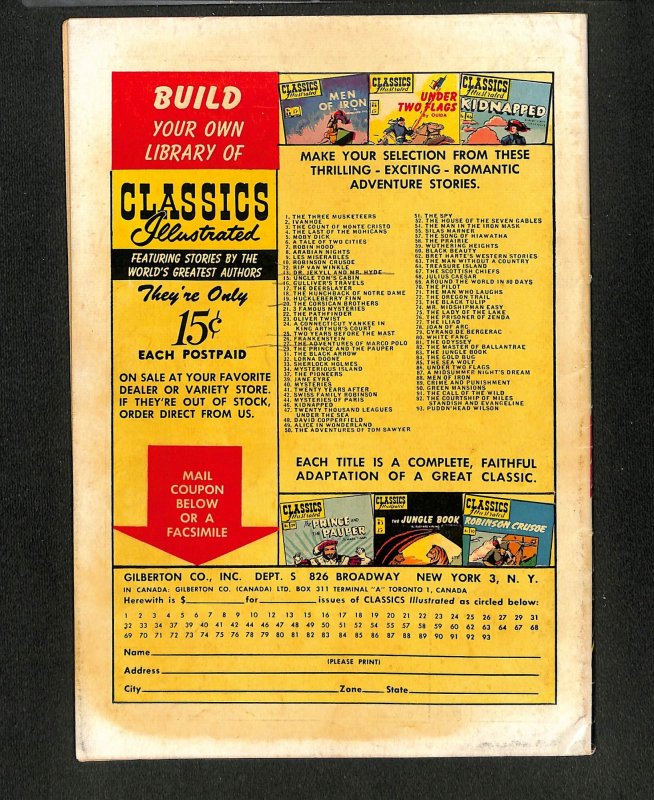 BUILD
YOUR OWN
LIBRARY OF
CLASSICS
Illustrated
FEATURING STORIES BY THE
WORLD'S GREATEST AUTHORS
They're Only
15¢
EACH POSTPAID
ON SALE AT YOUR FAVORITE
DEALER OR VARIETY STORE.
IF THEY'RE OUT OF STOCK,
ORDER DIRECT FROM US.
MAIL
COUPON
BELOW
OR A
FACSIMILE
CLASSICS
Illustrated
MEN
OF IRON
CLASSICS
Illustrated
UNDER
TWO FLAGS
By OUIDA
CLASSICS
Illustrated
KIDNAPPED
MAKE YOUR SELECTION FROM THESE
THRILLING - EXCITING - ROMANTIC
ADVENTURE STORIES.
1. THE THREE MUSKETEERS
2. IVANHOE
3. THE COUNT OF MONTE CRISTO
4. THE LAST OF THE MOHICANS
5. MOBY DICK
6. A TALE OF TWO CITIES
7. ROBIN HOOD
8. ARABIAN NIGHTS
9. LES MISERABLES
10. ROBINSON CRUSOE
12. RIP VAN WINKLE
13. DR. JEKYLL AND MR. HYDE
15. UNCLE TOM'S CABIN
16. GULLIVER'S TRAVELS
17. THE DEERSLAYER
18. THE HUNCHBACK OF NOTRE DAME
19. HUCKLEBERRY FINN
20. THE CORSICAN BROTHERS
21. 3 FAMOUS MYSTERIES
22. THE PATHFINDER
23. OLIVER TWIST
24. A CONNECTICUT YANKEE IN
KING ARTHUR'S COURT
25. TWO YEARS BEFORE THE MAST
26. FRANKENSTEIN
27. THE ADVENTURES OF MARCO POLO
29. THE PRINCE AND THE PAUPER
31. THE BLACK ARROW
32. LORNA DOONE
33. SHERLOCK HOLMES
34. MYSTERIOUS ISLAND
37. THE PIONEERS
39. JANE EYRE
40. MYSTERIES
41. TWENTY YEARS AFTER
42. SWISS FAMILY ROBINSON
44. MYSTERIES OF PARIS
46. KIDNAPPED
47. TWENTY THOUSAND LEAGUES
UNDER THE SEA
48. DAVID COPPERFIELD
49. ALICE IN WONDERLAND
50. THE ADVENTURES OF TOM SAWYER
51. THE SPY
52. THE HOUSE OF THE SEVEN GABLES
54. THE MAN IN THE IRON MASK
55. SILAS MARNER
57. THE SONG OF HIAWATHA
58. THE PRAIRIE
59. WUTHERING HEIGHTS
60. BLACK BEAUTY
62. BRET HARTE'S WESTERN STORIES
63. THE MAN WITHOUT A COUNTRY
64. TREASURE ISLAND
67. THE SCOTTISH CHIEFS
68. JULIUS CAESAR
69. AROUND THE WORLD IN 80 DAYS
70. THE PILOT
71. THE MAN WHO LAUGHS
72. THE OREGON TRAIL
73. THE BLACK TULIP
74. MR. MIDSHIPMAN EASY
75. THE LADY OF THE LAKE
76. THE PRISONER OF ZENDA
77. THE ILIAD
78. JOAN OF ARC
79. CYRANO DE BERGERAC
80. WHITE FANG
81. THE ODYSSEY
82. THE MASTER OF BALLANTRAE
83. THE JUNGLE BOOK
84. THE GOLD BUG
85. THE SEA WOLF
86. UNDER TWO FLAGS
87. A MIDSUMMER NIGHT'S DREAM
88. MEN OF IRON
89. CRIME AND PUNISHMENT
90. GREEN MANSIONS
91. THE CALL OF THE WILD
92. THE COURTSHIP OF MILES
STANDISH AND EVANGELINE
93. PUDDN'HEAD WILSON
EACH TITLE IS A COMPLETE, FAITHFUL
ADAPTATION OF A GREAT CLASSIC.
CLASSICS
Illustrated
The PRINCE and
THE PAUPER
CLASSICS
Illustrated
THE JUNGLE BOOK
CLASSICS
Illustrated
ROBINSON CRUSOE
GILBERTON CO., INC. DEPT. S 826 BROADWAY NEW YORK 3, N. Y.
IN CANADA: GILBERTON CO. (CANADA) LTD. BOX 311 TERMINAL "A" TORONTO 1, CANADA
Herewith is $ for issues of CLASSICS Illustrated as circled below:
1 2 3 4 5 6 7 8 9 10 12 13 15 16 17 18 19 20 21 22 23 24 25 26 27 29 31
32 33 34 37 39 40 41 42 44 46 47 48 49 50 51 52 54 55 57 58 59 60 62 63 64 67 68
69 70 71 72 73 74 75 76 77 78 79 80 81 82 83 84 85 86 87 88 89 90 91 92 93
Name
(PLEASE PRINT)
Address
City Zone State